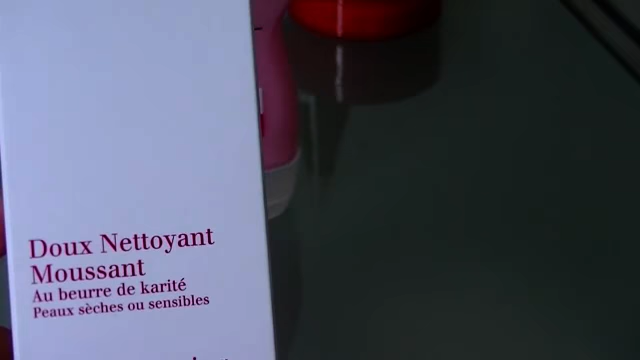 Doux Nettoyant
Moussant
Au beurre de karité
Peaux sèches ou sensibles